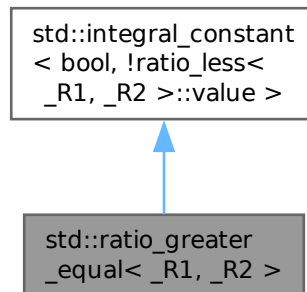 std::integral_constant
< bool, !ratio_less<
_R1, _R2 >::value >
std::ratio_greater
_equal< _R1, _R2 >